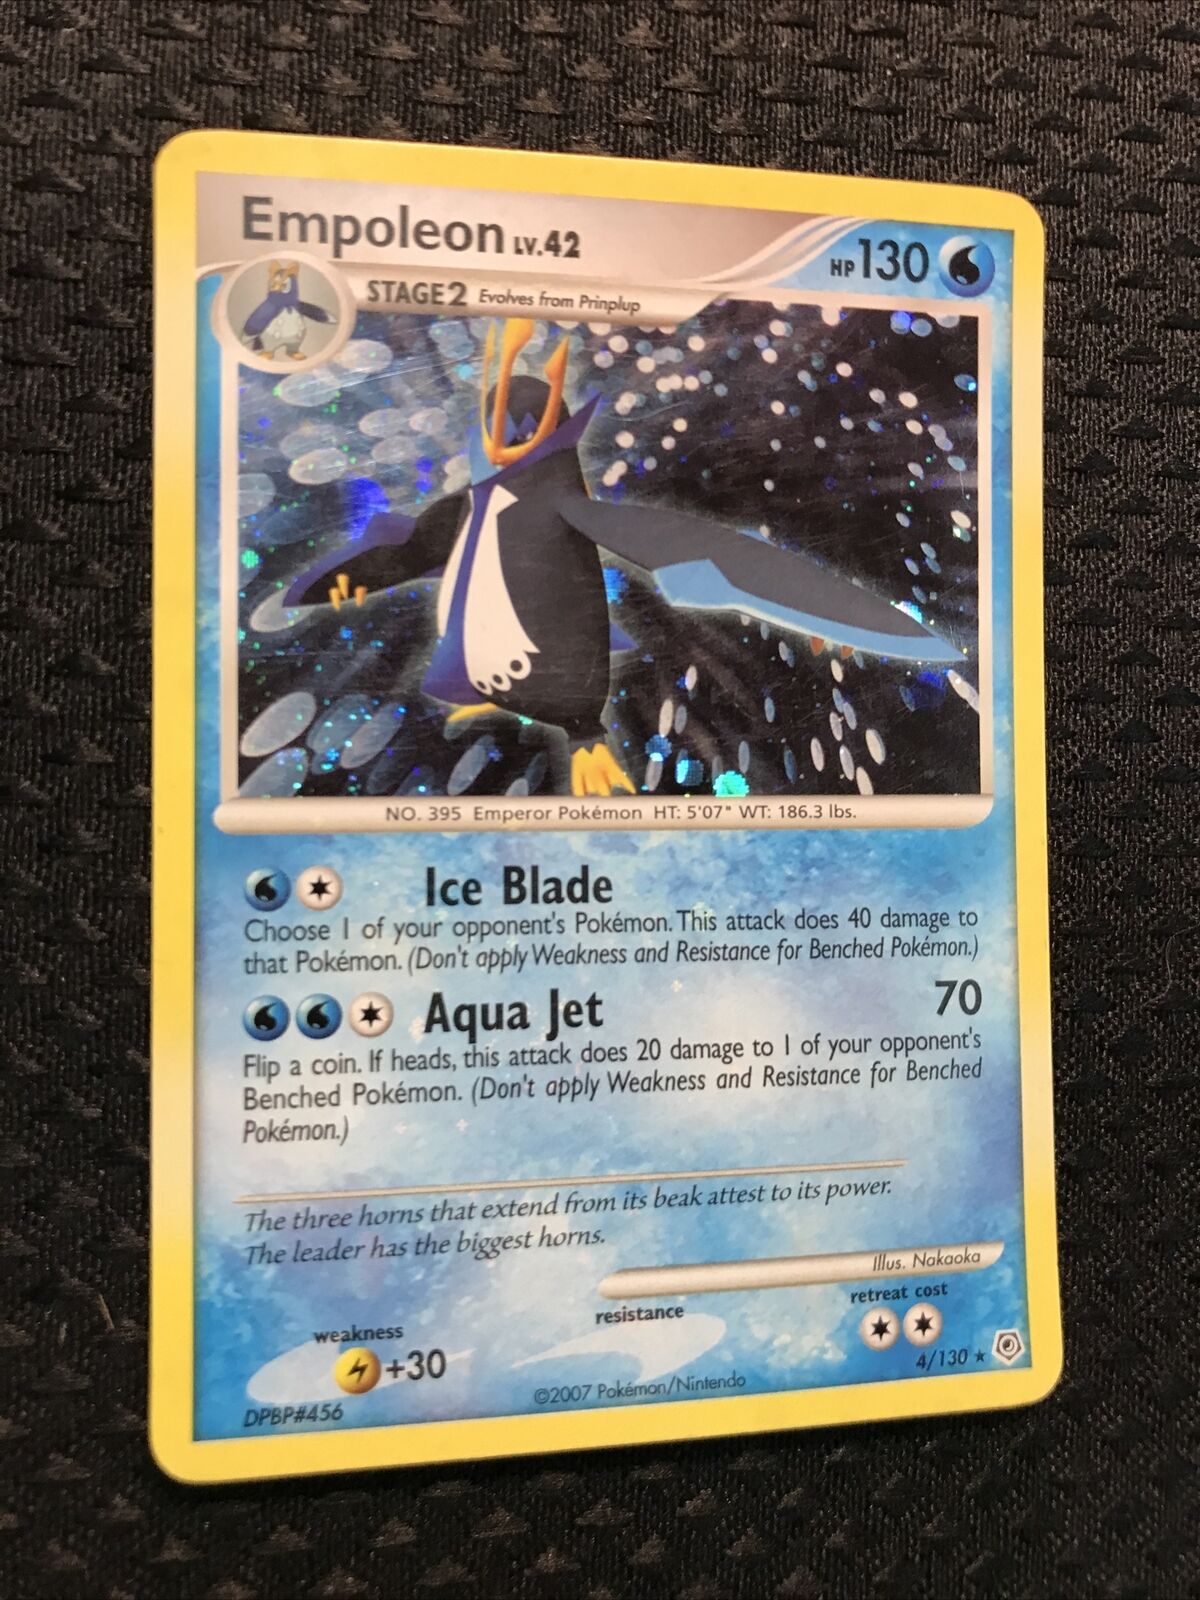 Empoleon LV.42
HP 130
STAGE 2 Evolves from Prinplup
NO. 395 Emperor Pokémon HT: 5'07" WT: 186.3 lbs.
Ice Blade
Choose 1 of your opponent's Pokémon. This attack does 40 damage to
that Pokémon. (Don't apply Weakness and Resistance for Benched Pokémon.)
Aqua Jet 70
Flip a coin. If heads, this attack does 20 damage to 1 of your opponent's
Benched Pokémon. (Don't apply Weakness and Resistance for Benched
Pokémon.)
The three horns that extend from its beak attest to its power.
The leader has the biggest horns.
Illus. Nakaoka
weakness
+30
resistance
retreat cost
4/130
DPBP#456
©2007 Pokémon/Nintendo